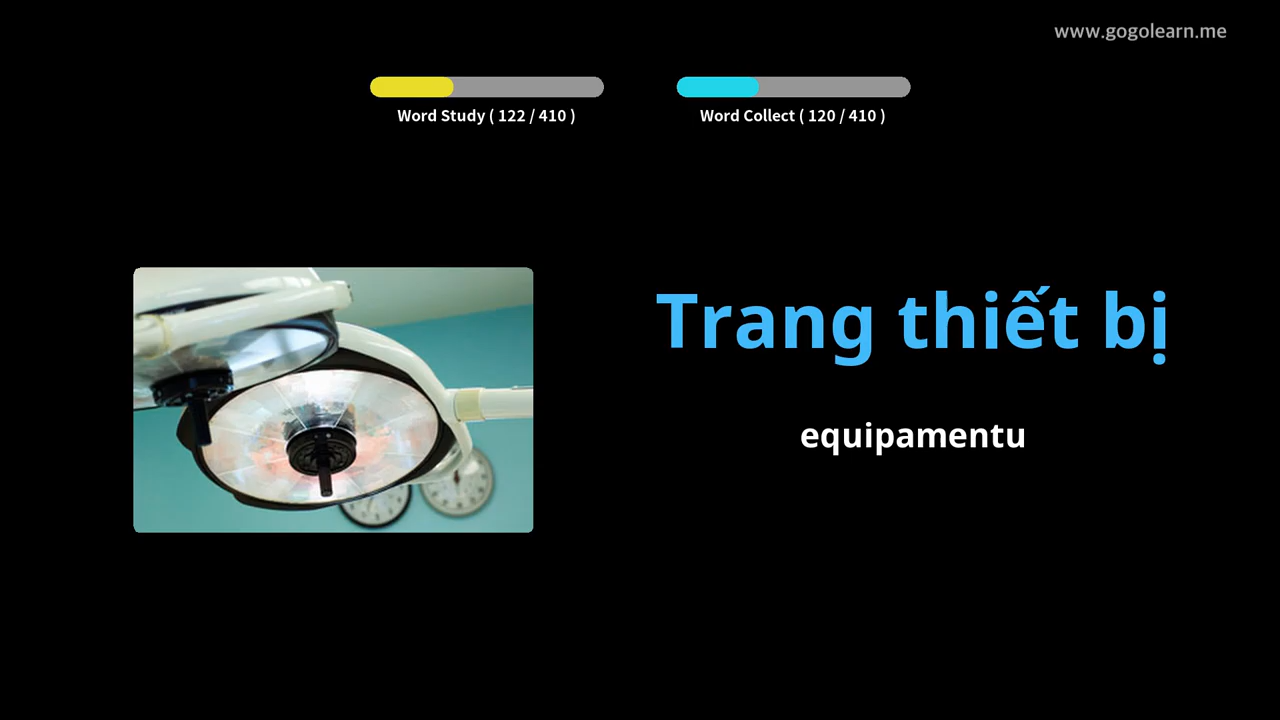 www.gogolearn.me
Word Study ( 122 / 410 )
Word Collect ( 120 / 410 )
Trang thiết bị
equipamentu